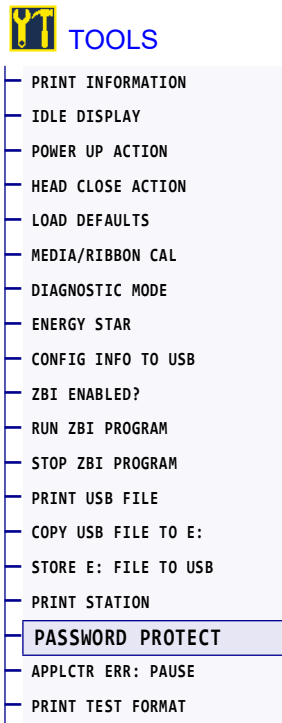 TOOLS
PRINT INFORMATION
IDLE DISPLAY
POWER UP ACTION
HEAD CLOSE ACTION
LOAD DEFAULTS
MEDIA/RIBBON CAL
DIAGNOSTIC MODE
ENERGY STAR
CONFIG INFO TO USB
ZBI ENABLED?
RUN ZBI PROGRAM
STOP ZBI PROGRAM
PRINT USB FILE
COPY USB FILE TO E:
STORE E: FILE TO USB
PRINT STATION
PASSWORD PROTECT
APPLCTR ERR: PAUSE
PRINT TEST FORMAT